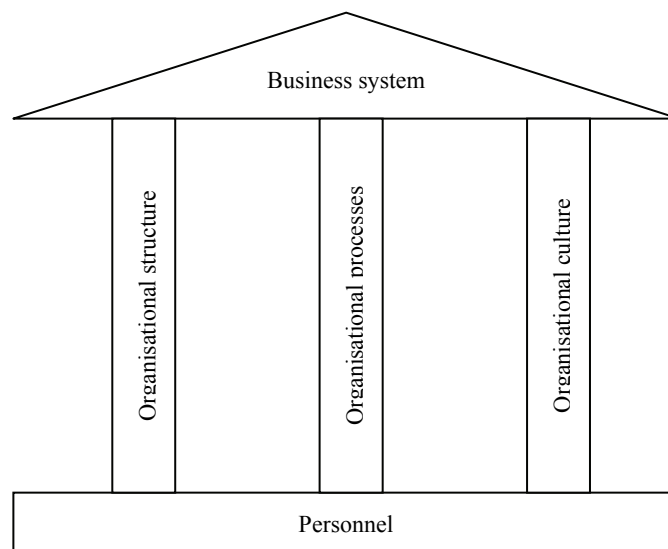 Business system
Organisational structure
Organisational processes
Organisational culture
Personnel